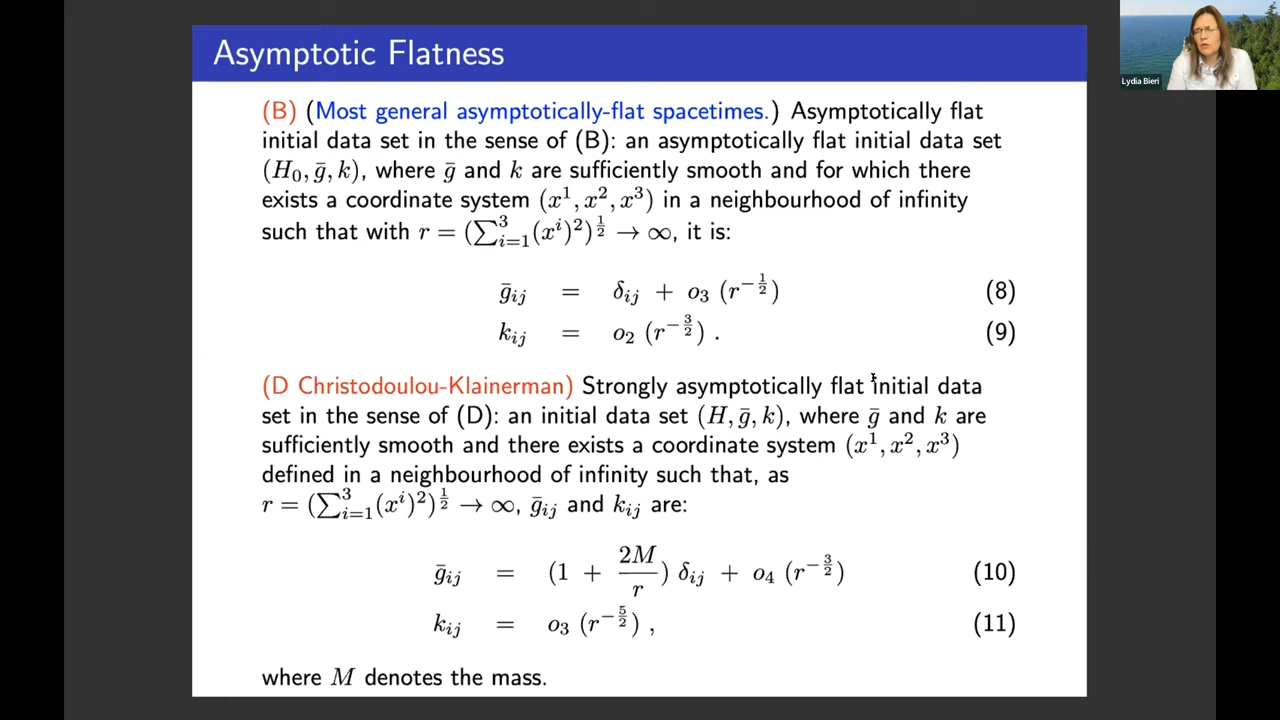 Asymptotic Flatness
Lydia Bieri
(B) (Most general asymptotically-flat spacetimes.) Asymptotically flat
initial data set in the sense of (B): an asymptotically flat initial data set
(H₀, ḡ, k), where ḡ and k are sufficiently smooth and for which there
exists a coordinate system (x¹, x², x³) in a neighbourhood of infinity
such that with r = (∑³ᵢ₌₁(xⁱ)²)^{1/2} → ∞, it is:
ḡᵢⱼ = δᵢⱼ + o₃ (r^{-1/2}) (8)
kᵢⱼ = o₂ (r^{-3/2}) . (9)
(D Christodoulou-Klainerman) Strongly asymptotically flat initial data
set in the sense of (D): an initial data set (H, ḡ, k), where ḡ and k are
sufficiently smooth and there exists a coordinate system (x¹, x², x³)
defined in a neighbourhood of infinity such that, as
r = (∑³ᵢ₌₁(xⁱ)²)^{1/2} → ∞, ḡᵢⱼ and kᵢⱼ are:
ḡᵢⱼ = (1 + 2M/r) δᵢⱼ + o₄ (r^{-3/2}) (10)
kᵢⱼ = o₃ (r^{-5/2}) , (11)
where M denotes the mass.